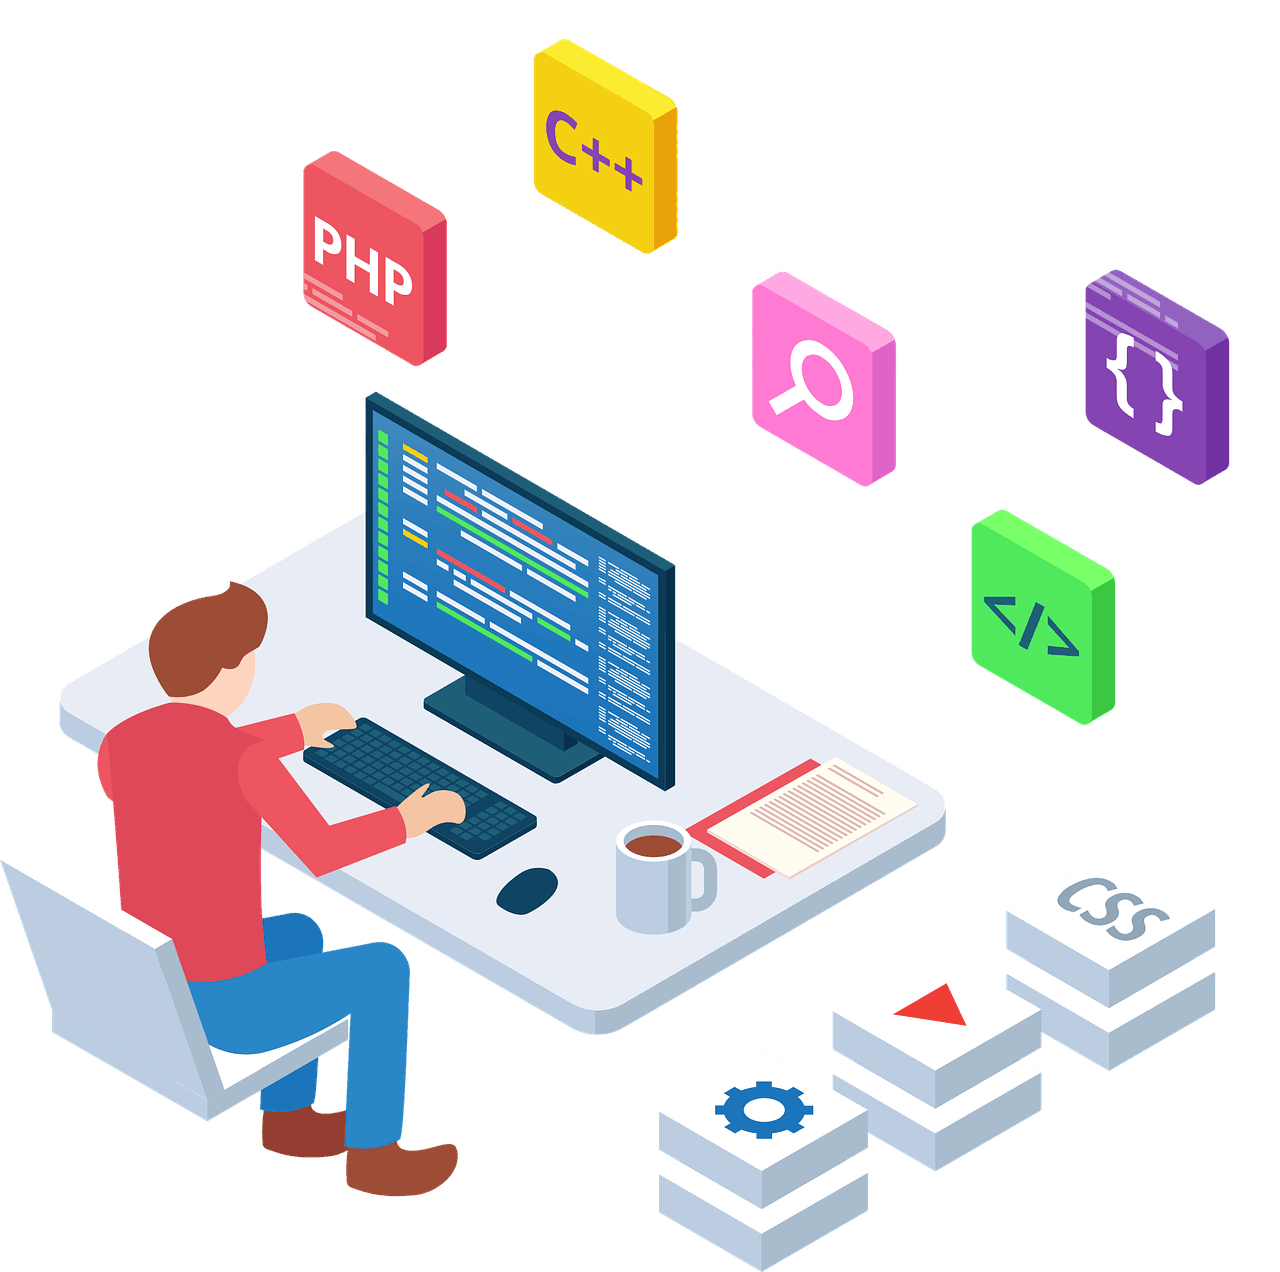 C++
PHP
{ }
</>
CSS